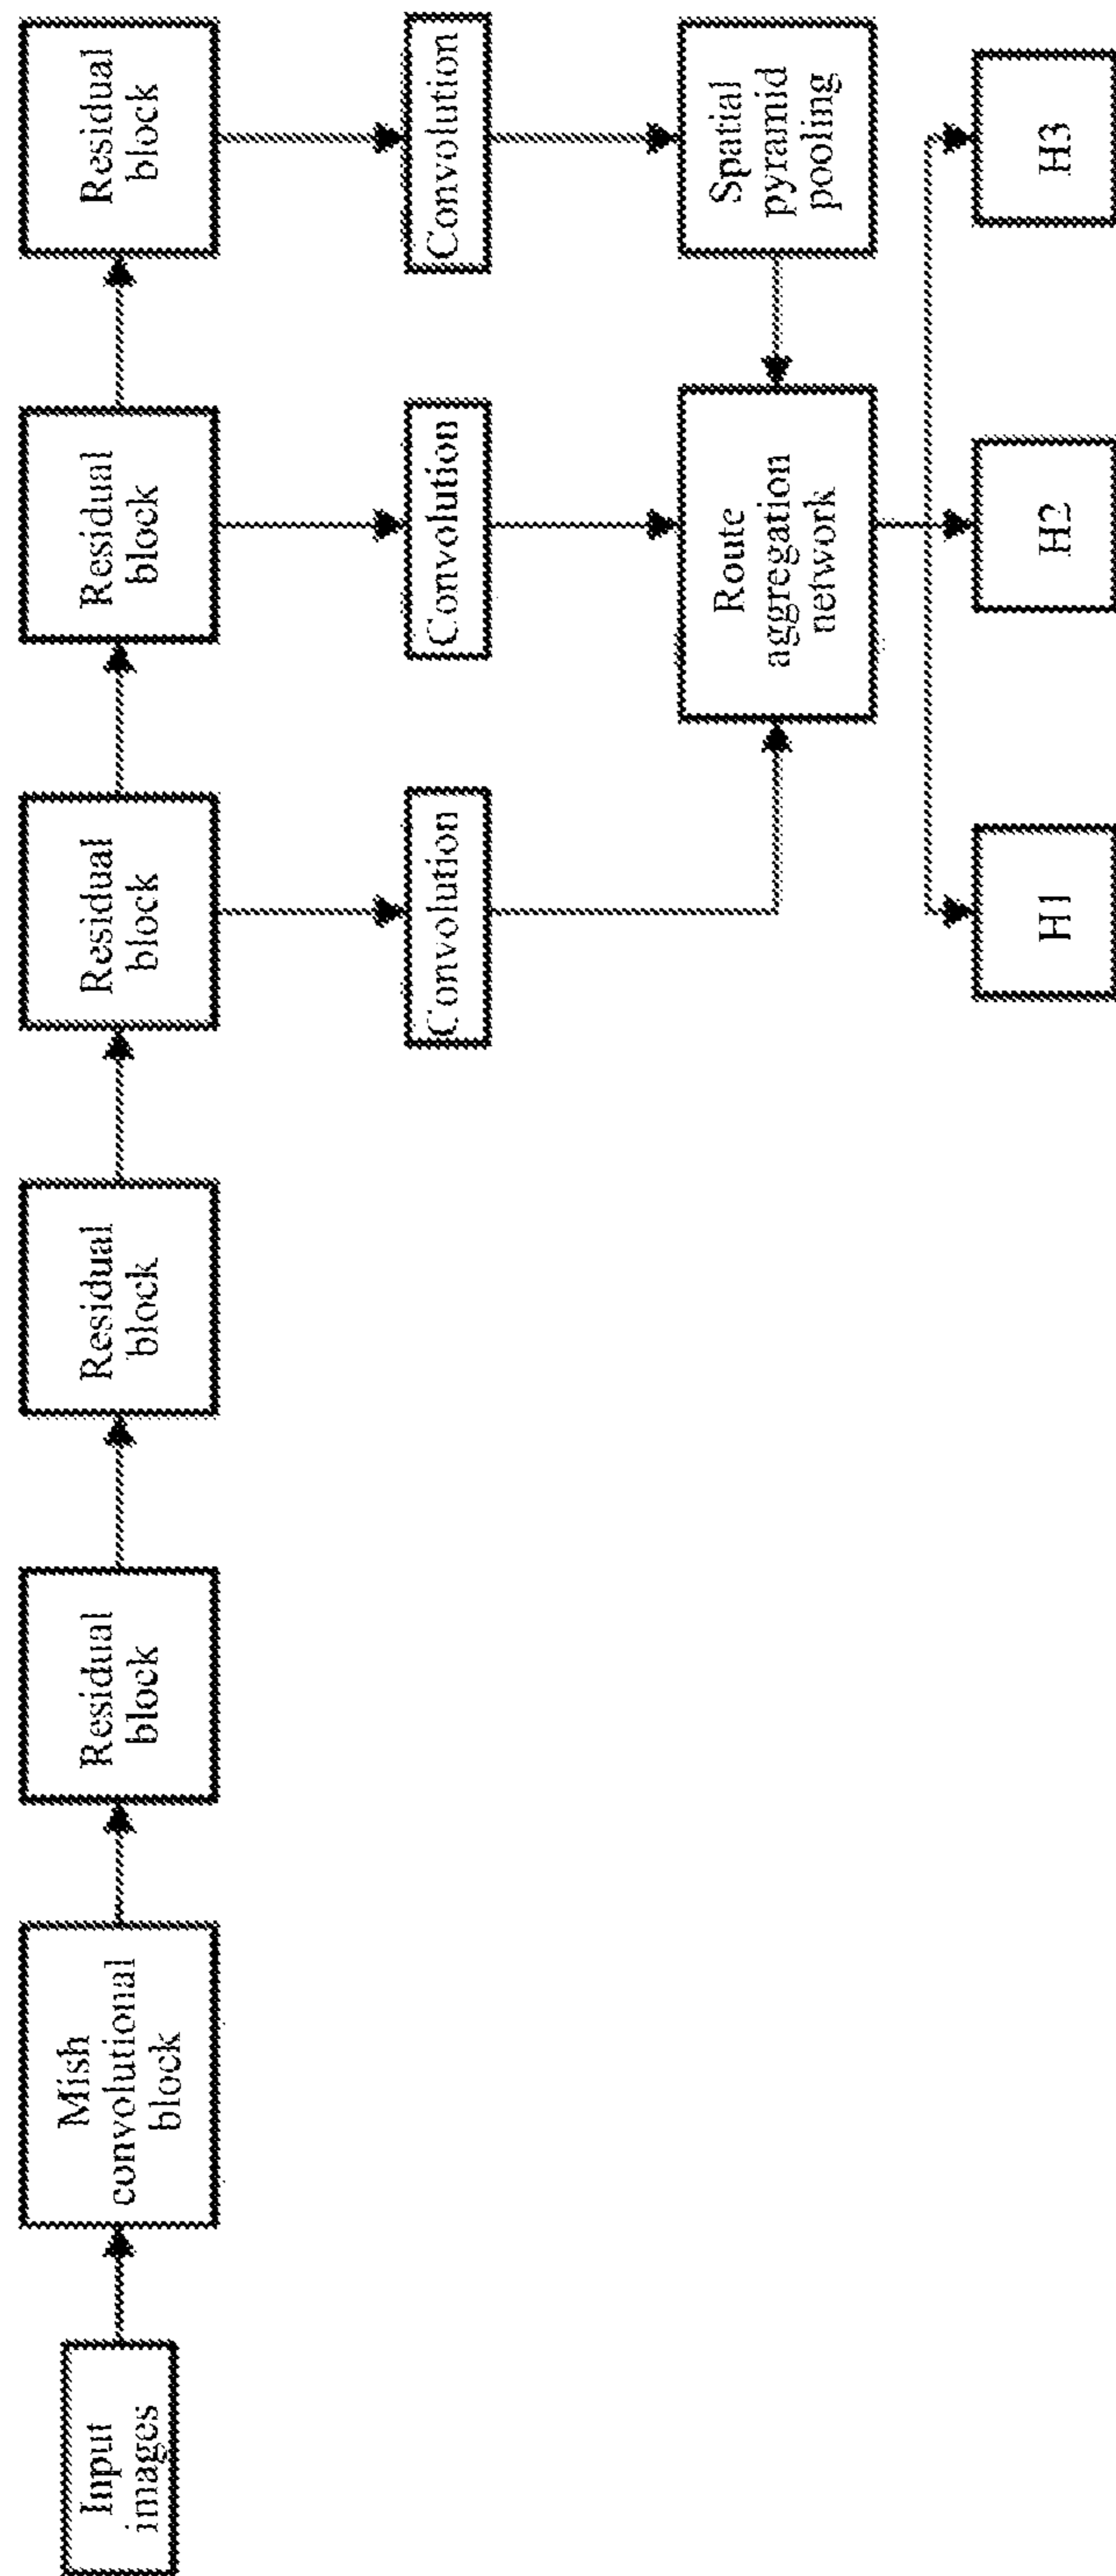 Input
images
Mish
convolutional
block
Residual
block
Residual
block
Residual
block
Residual
block
Residual
block
Convolution
Convolution
Convolution
Route
aggregation
network
Spatial
pyramid
pooling
H1
H2
H3